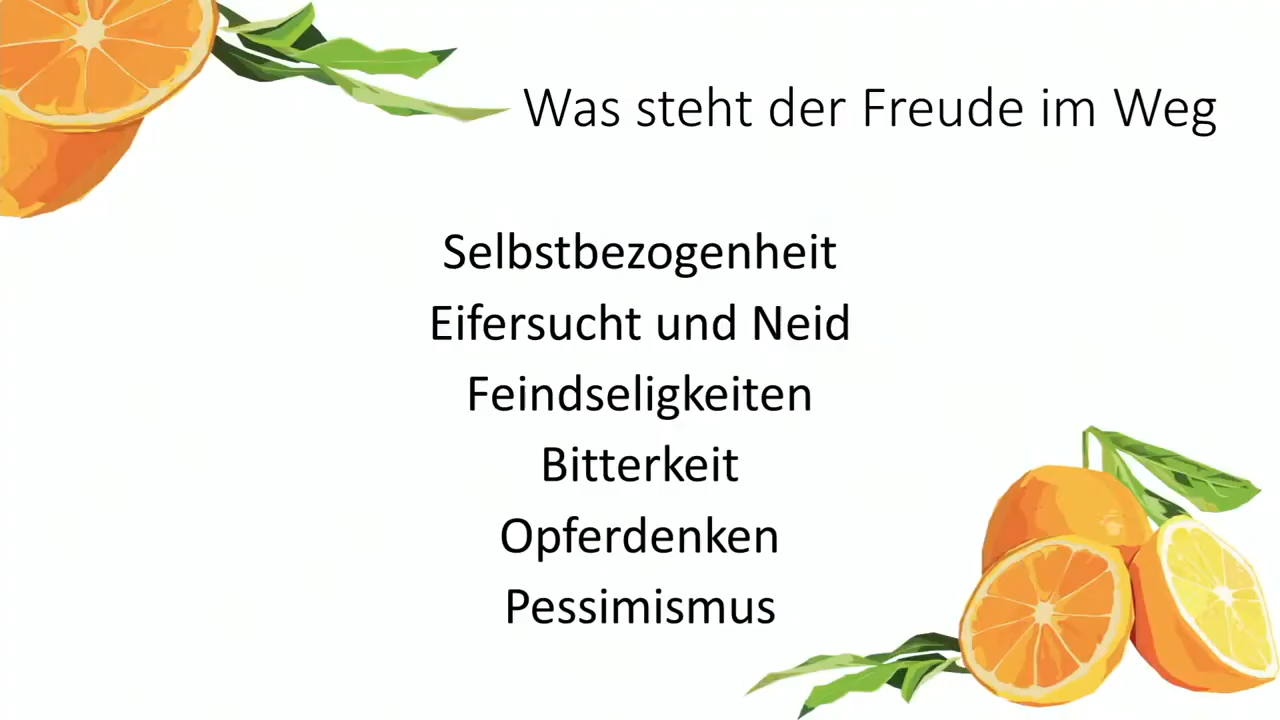 Was steht der Freude im Weg
Selbstbezogenheit
Eifersucht und Neid
Feindseligkeiten
Bitterkeit
Opferdenken
Pessimismus